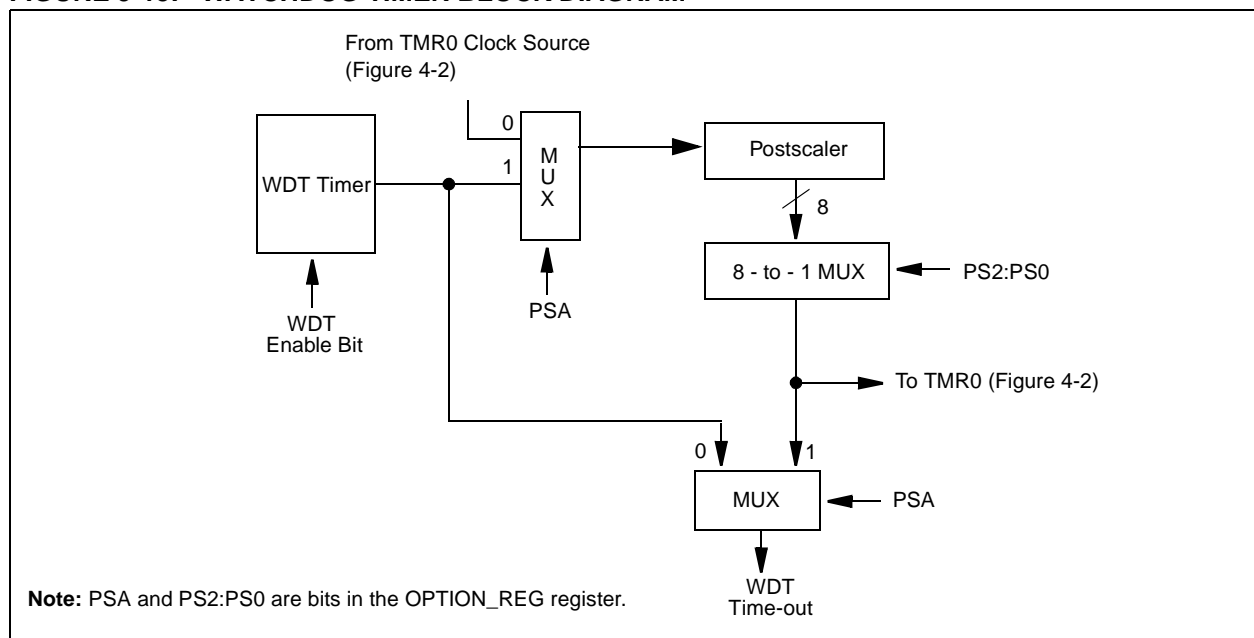 From TMR0 Clock Source
(Figure 4-2)
0
1
M
U
X
WDT Timer
Postscaler
8
8 - to - 1 MUX
PS2:PS0
PSA
WDT
Enable Bit
To TMR0 (Figure 4-2)
0
1
MUX
PSA
WDT
Time-out
Note: PSA and PS2:PS0 are bits in the OPTION_REG register.